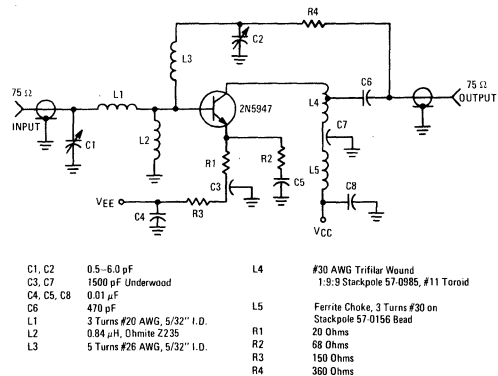 R4
C2
L3
C6
75 Ω
INPUT
L1
2N5947
L4
75 Ω
OUTPUT
C1
L2
R1
R2
C7
C3
C5
L5
VEE
C4
R3
C8
VCC
C1, C2 0.5–6.0 pF
C3, C7 1500 pF Underwood
C4, C5, C8 0.01 μF
C6 470 pF
L1 3 Turns #20 AWG, 5/32" I.D.
L2 0.84 μH, Ohmite Z235
L3 5 Turns #26 AWG, 5/32" I.D.
L4 #30 AWG Trifilar Wound
1:9:9 Stackpole 57-0985, #11 Toroid
L5 Ferrite Choke, 3 Turns #30 on
Stackpole 57-0156 Bead
R1 20 Ohms
R2 68 Ohms
R3 150 Ohms
R4 360 Ohms